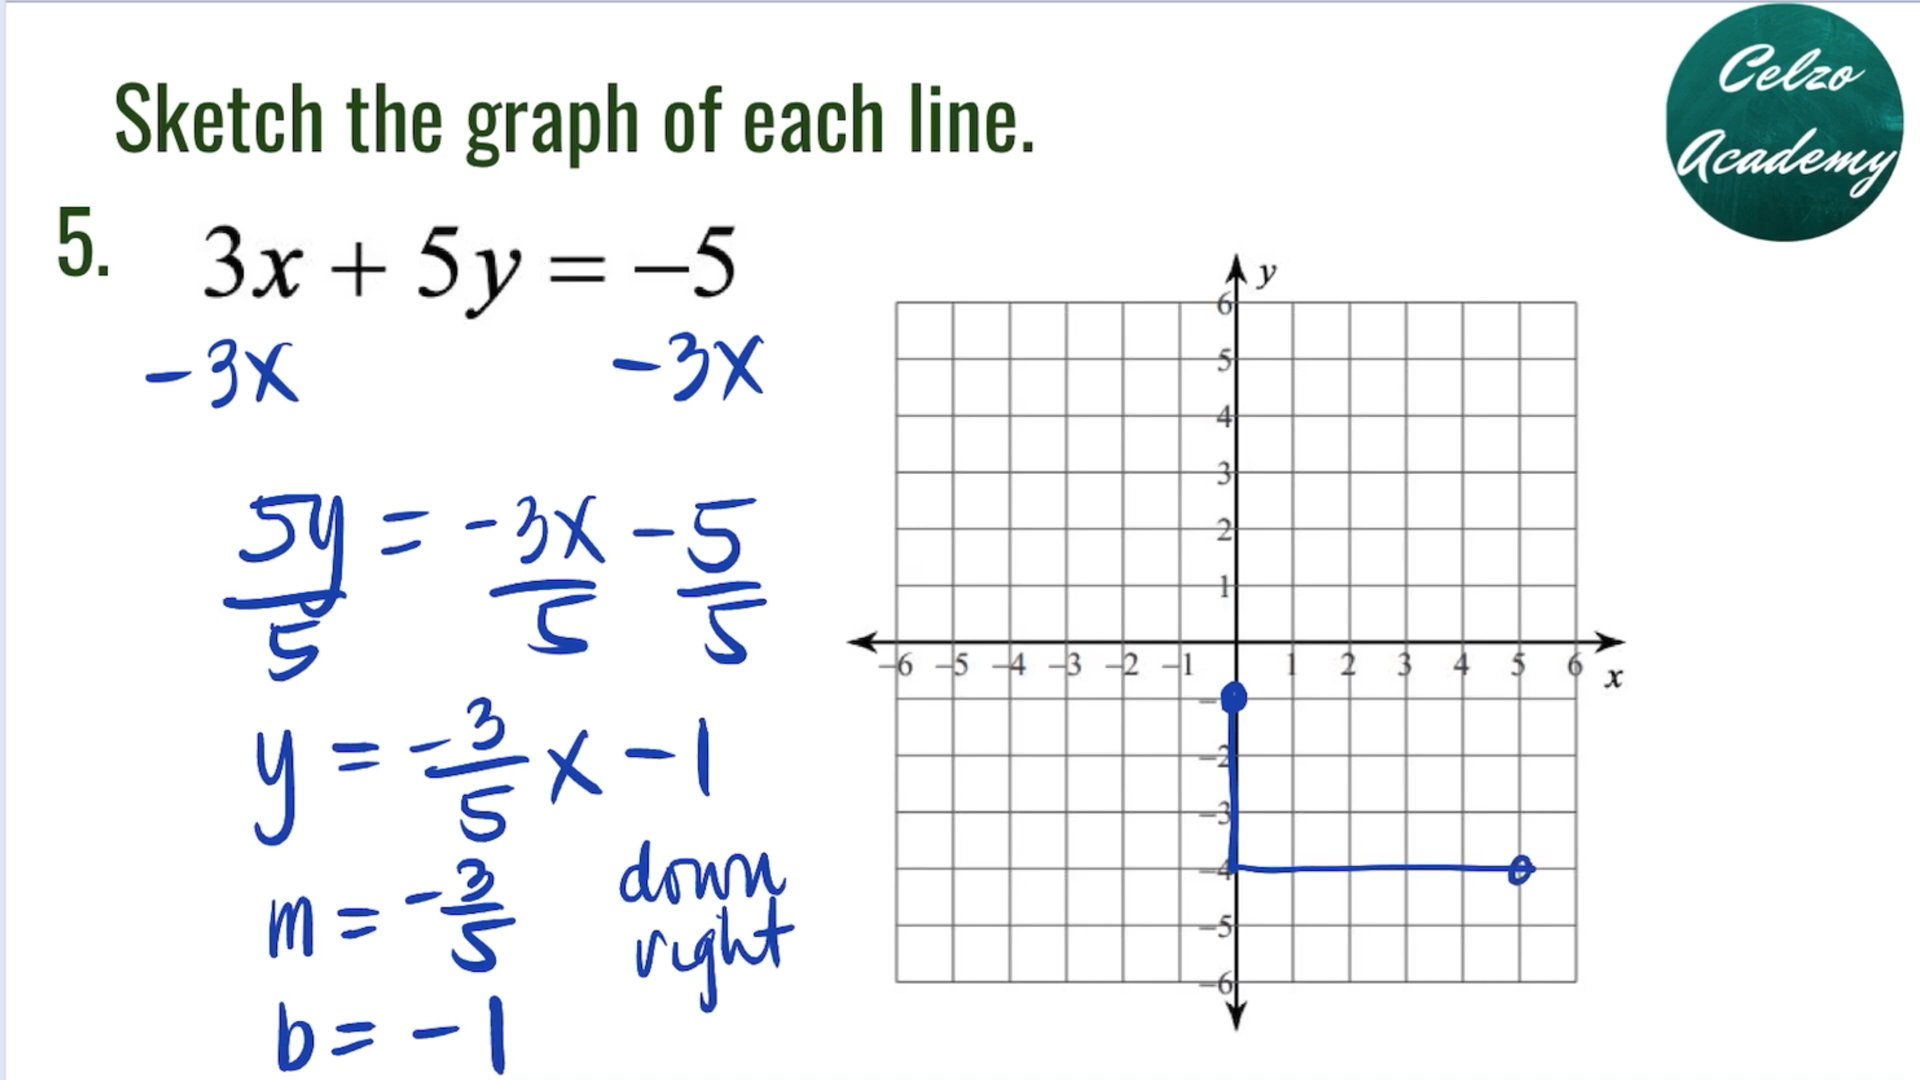 Celzo
Academy
Sketch the graph of each line.
5. 3x + 5y = −5
-3x -3x
5y = -3x - 5
5 5 5
y = -3/5 x - 1
m = -3/5
down
right
b = -1
y
6
5
4
3
2
1
−6 −5 −4 −3 −2 −1 1 2 3 4 5 6
x
−
−2
−3
−4
−5
−6